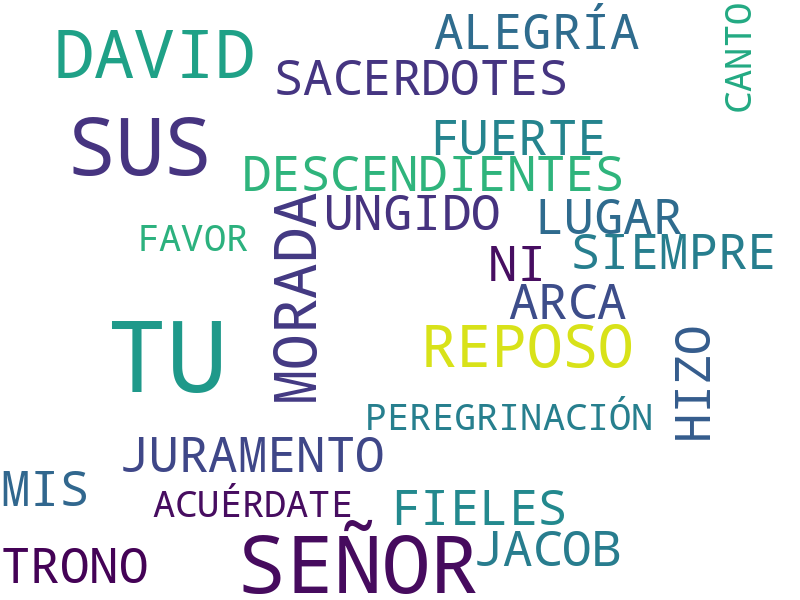 DAVID
ALEGRÍA
CANTO
SACERDOTES
SUS
FUERTE
DESCENDIENTES
MORADA
UNGIDO
LUGAR
FAVOR
NI
SIEMPRE
ARCA
TU
REPOSO
HIZO
PEREGRINACIÓN
JURAMENTO
MIS
ACUÉRDATE
FIELES
TRONO
SEÑOR
JACOB